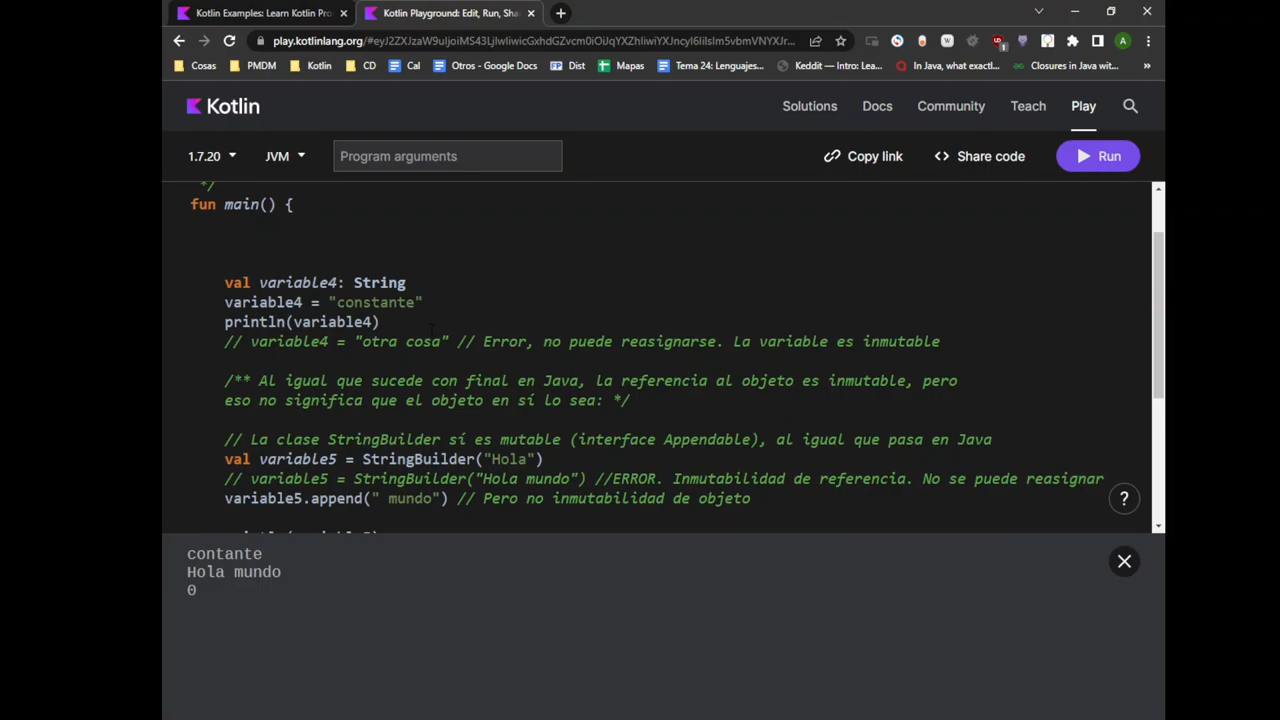 Kotlin Examples: Learn Kotlin Pro
Kotlin Playground: Edit, Run, Sha
play.kotlinlang.org/
Cosas PMDM Kotlin CD Cal Otros - Google Docs Dist Mapas Tema 24: Lenguajes... Keddit — Intro: Lea... In Java, what exactl... Closures in Java wit... »
Kotlin
Solutions Docs Community Teach Play
1.7.20 JVM Program arguments Copy link <> Share code Run
*/
fun main() {
val variable4: String
variable4 = "constante"
println(variable4)
// variable4 = "otra cosa" // Error, no puede reasignarse. La variable es inmutable
/** Al igual que sucede con final en Java, la referencia al objeto es inmutable, pero
eso no significa que el objeto en sí lo sea: */
// La clase StringBuilder sí es mutable (interface Appendable), al igual que pasa en Java
val variable5 = StringBuilder("Hola")
// variable5 = StringBuilder("Hola mundo") //ERROR. Inmutabilidad de referencia. No se puede reasignar
variable5.append(" mundo") // Pero no inmutabilidad de objeto
?
contante
Hola mundo
0